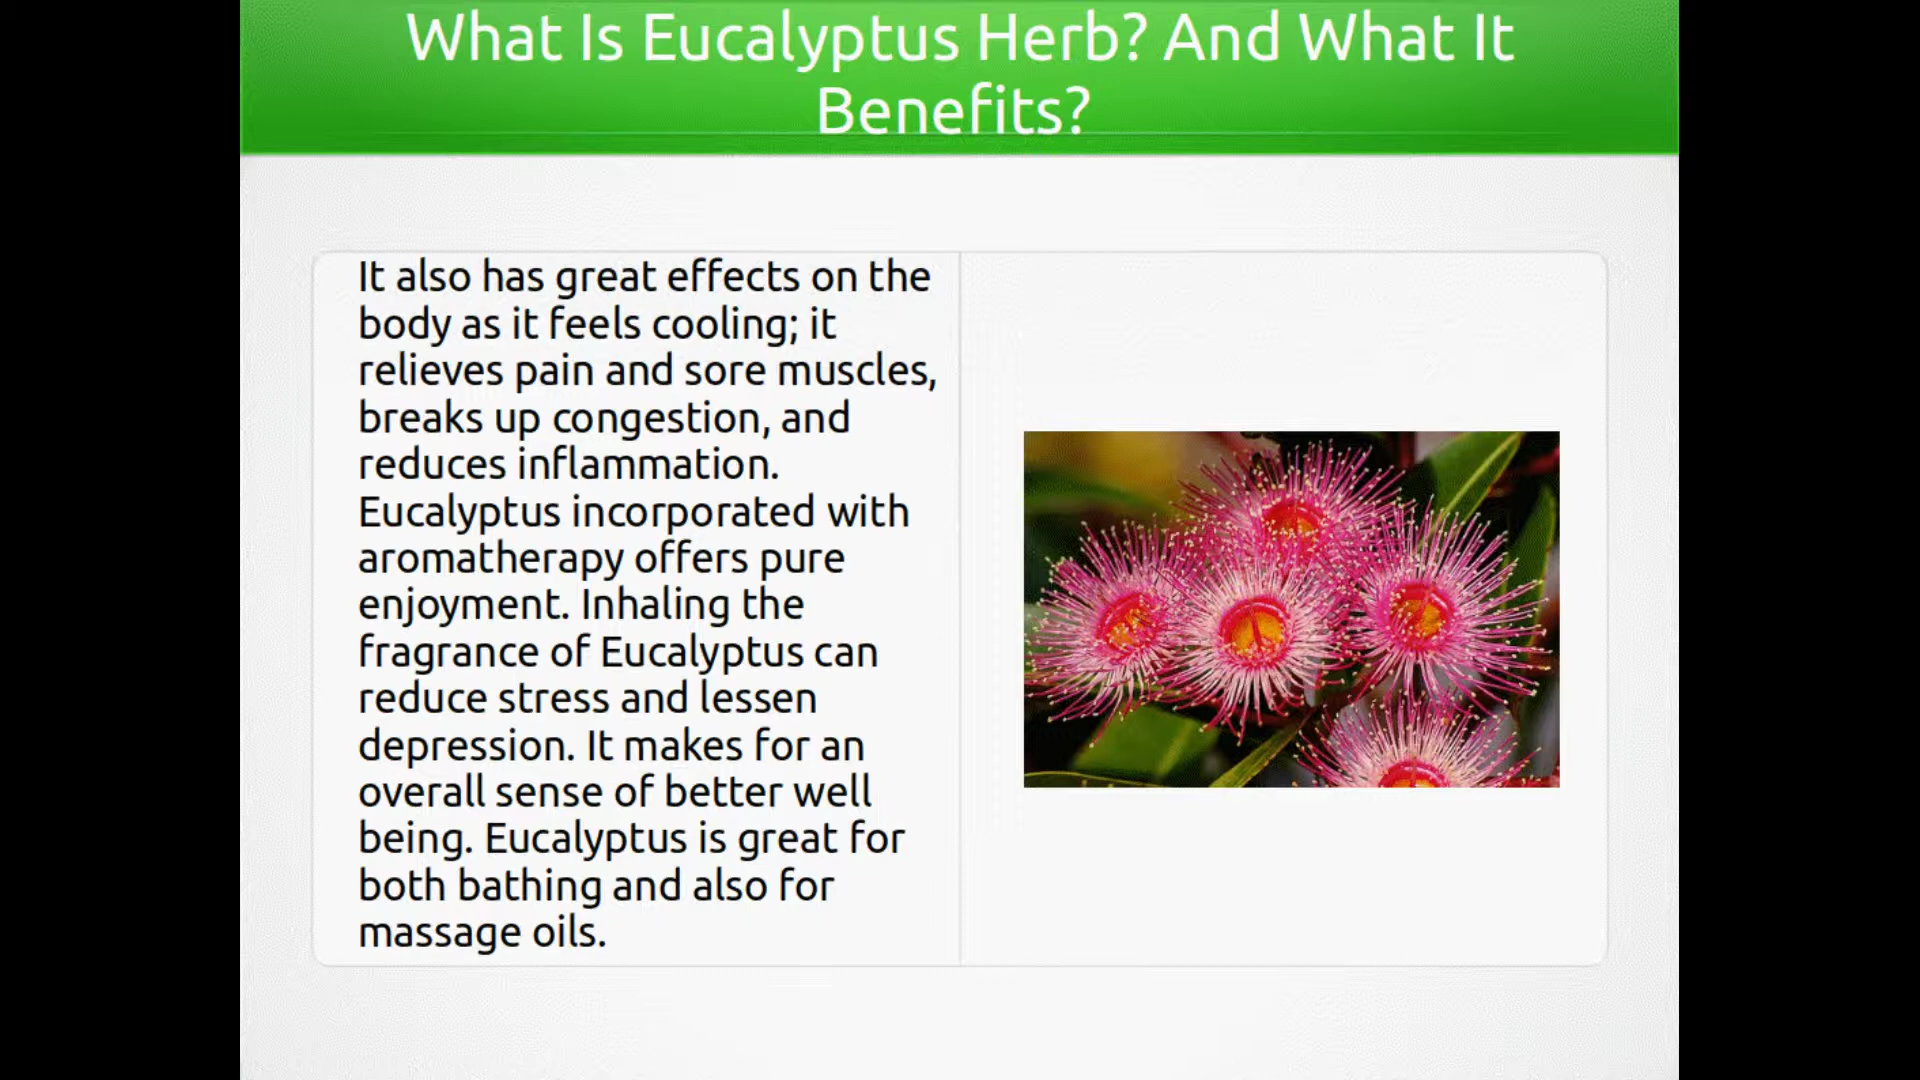 What Is Eucalyptus Herb? And What It
Benefits?
It also has great effects on the
body as it feels cooling; it
relieves pain and sore muscles,
breaks up congestion, and
reduces inflammation.
Eucalyptus incorporated with
aromatherapy offers pure
enjoyment. Inhaling the
fragrance of Eucalyptus can
reduce stress and lessen
depression. It makes for an
overall sense of better well
being. Eucalyptus is great for
both bathing and also for
massage oils.